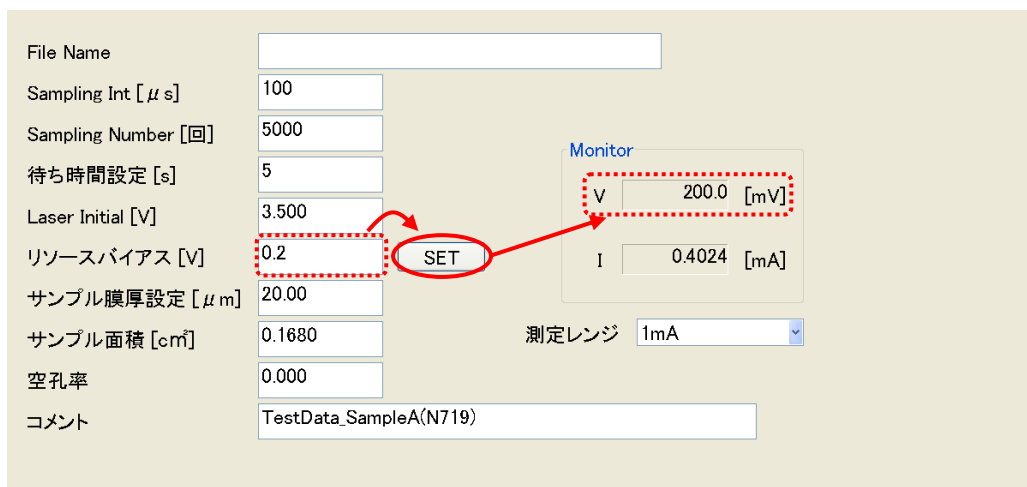 File Name
Sampling Int [μs] 100
Sampling Number [回] 5000
待ち時間設定 [s] 5
Laser Initial [V] 3.500
リソースバイアス [V] 0.2 SET
サンプル膜厚設定 [μm] 20.00
サンプル面積 [c㎡] 0.1680
空孔率 0.000
コメント TestData_SampleA(N719)
Monitor
V 200.0 [mV]
I 0.4024 [mA]
測定レンジ 1mA